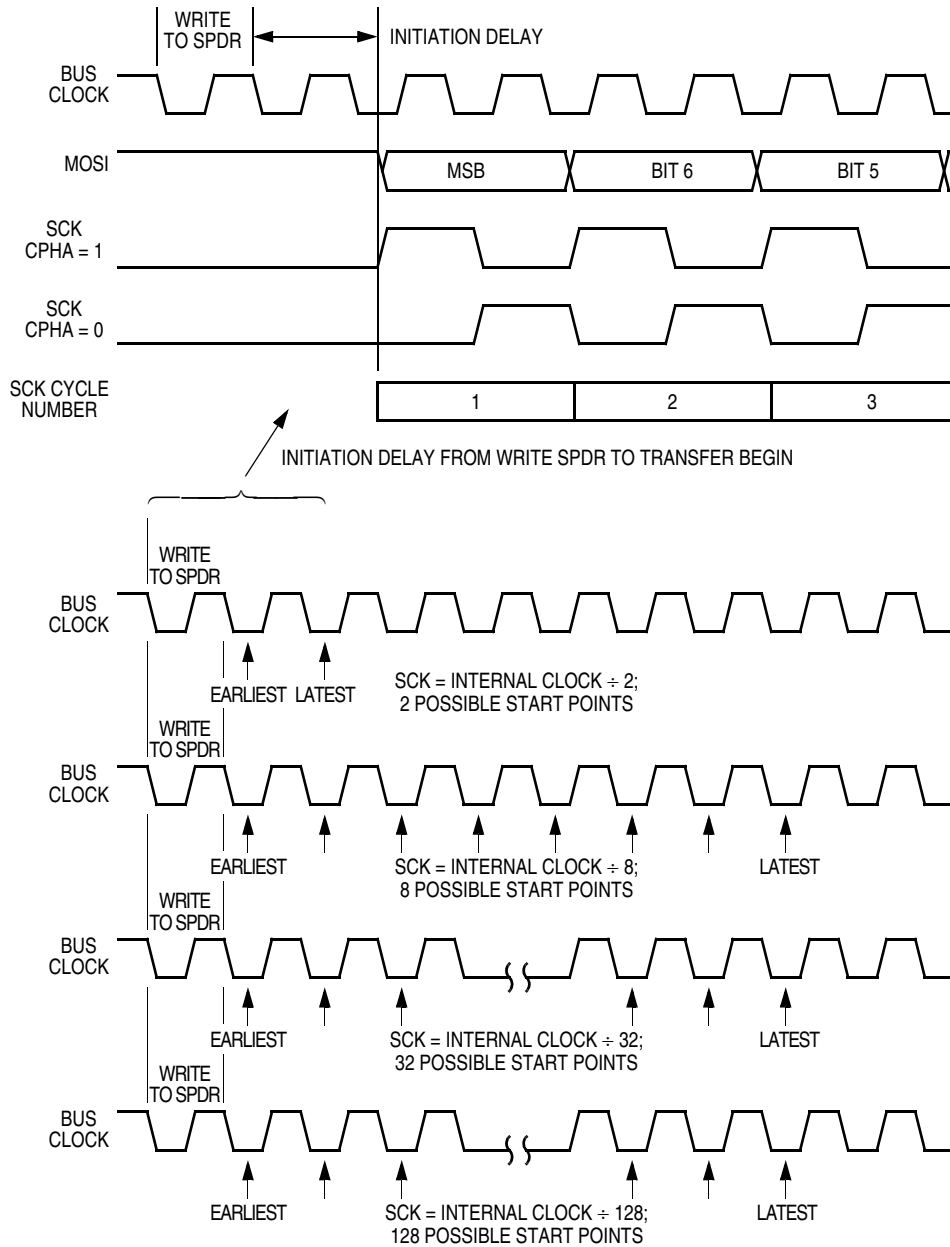 WRITE
TO SPDR
INITIATION DELAY
BUS
CLOCK
MOSI
MSB
BIT 6
BIT 5
SCK
CPHA = 1
SCK
CPHA = 0
SCK CYCLE
NUMBER
1
2
3
INITIATION DELAY FROM WRITE SPDR TO TRANSFER BEGIN
WRITE
TO SPDR
BUS
CLOCK
EARLIEST
LATEST
SCK = INTERNAL CLOCK ÷ 2;
2 POSSIBLE START POINTS
WRITE
TO SPDR
BUS
CLOCK
EARLIEST
SCK = INTERNAL CLOCK ÷ 8;
8 POSSIBLE START POINTS
LATEST
WRITE
TO SPDR
BUS
CLOCK
EARLIEST
SCK = INTERNAL CLOCK ÷ 32;
32 POSSIBLE START POINTS
LATEST
WRITE
TO SPDR
BUS
CLOCK
EARLIEST
SCK = INTERNAL CLOCK ÷ 128;
128 POSSIBLE START POINTS
LATEST